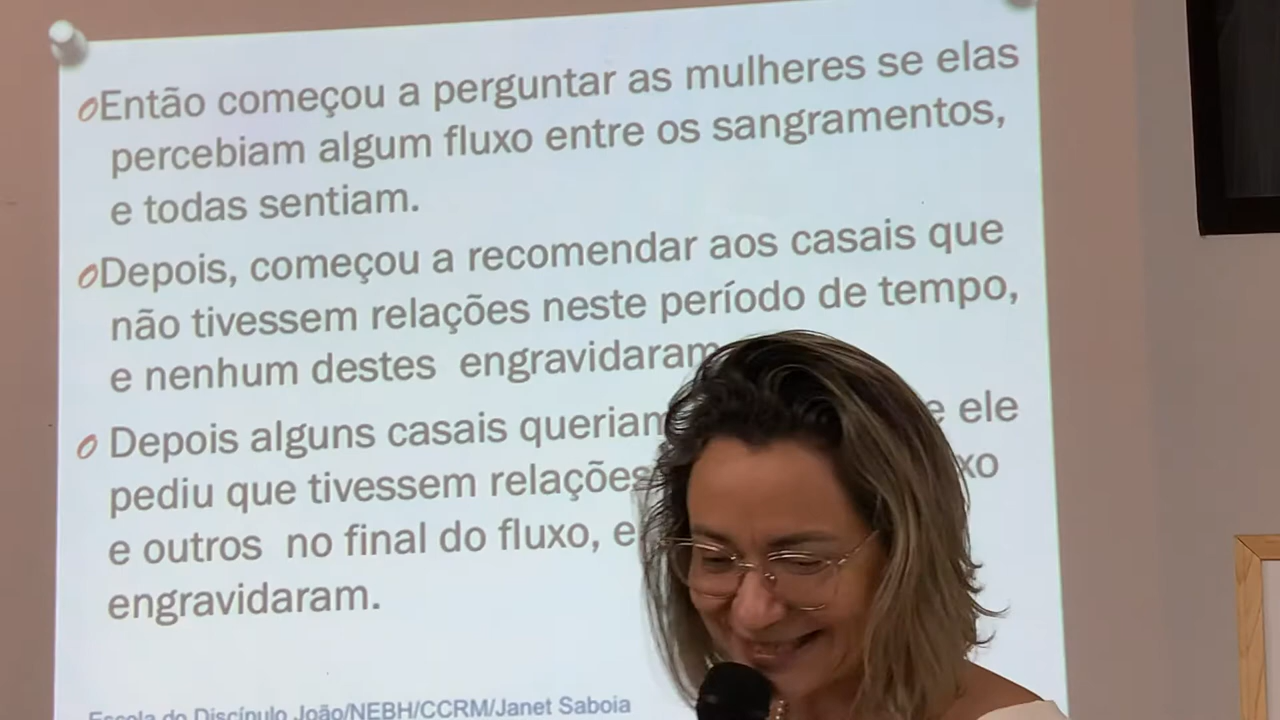 Então começou a perguntar as mulheres se elas
percebiam algum fluxo entre os sangramentos,
e todas sentiam.
Depois, começou a recomendar aos casais que
não tivessem relações neste período de tempo,
e nenhum destes engravidaram
Depois alguns casais queriam ele
pediu que tivessem relações
e outros no final do fluxo, e
engravidaram.
Escola do Discípulo João/NEBH/CCRM/Janet Saboia